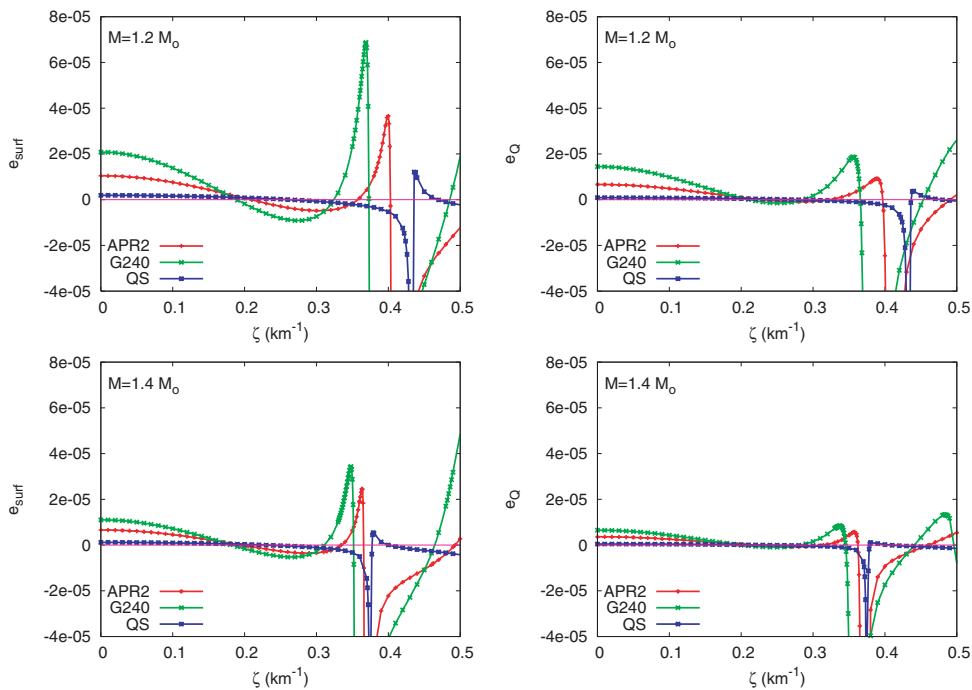 M=1.2 Mₒ
8e-05
6e-05
4e-05
2e-05
0
-2e-05
-4e-05
e_surf
APR2
G240
QS
0
0.1
0.2
0.3
0.4
0.5
ζ (km⁻¹)
M=1.2 Mₒ
8e-05
6e-05
4e-05
2e-05
0
-2e-05
-4e-05
e_Q
APR2
G240
QS
0
0.1
0.2
0.3
0.4
0.5
ζ (km⁻¹)
M=1.4 Mₒ
8e-05
6e-05
4e-05
2e-05
0
-2e-05
-4e-05
e_surf
APR2
G240
QS
0
0.1
0.2
0.3
0.4
0.5
ζ (km⁻¹)
M=1.4 Mₒ
8e-05
6e-05
4e-05
2e-05
0
-2e-05
-4e-05
e_Q
APR2
G240
QS
0
0.1
0.2
0.3
0.4
0.5
ζ (km⁻¹)